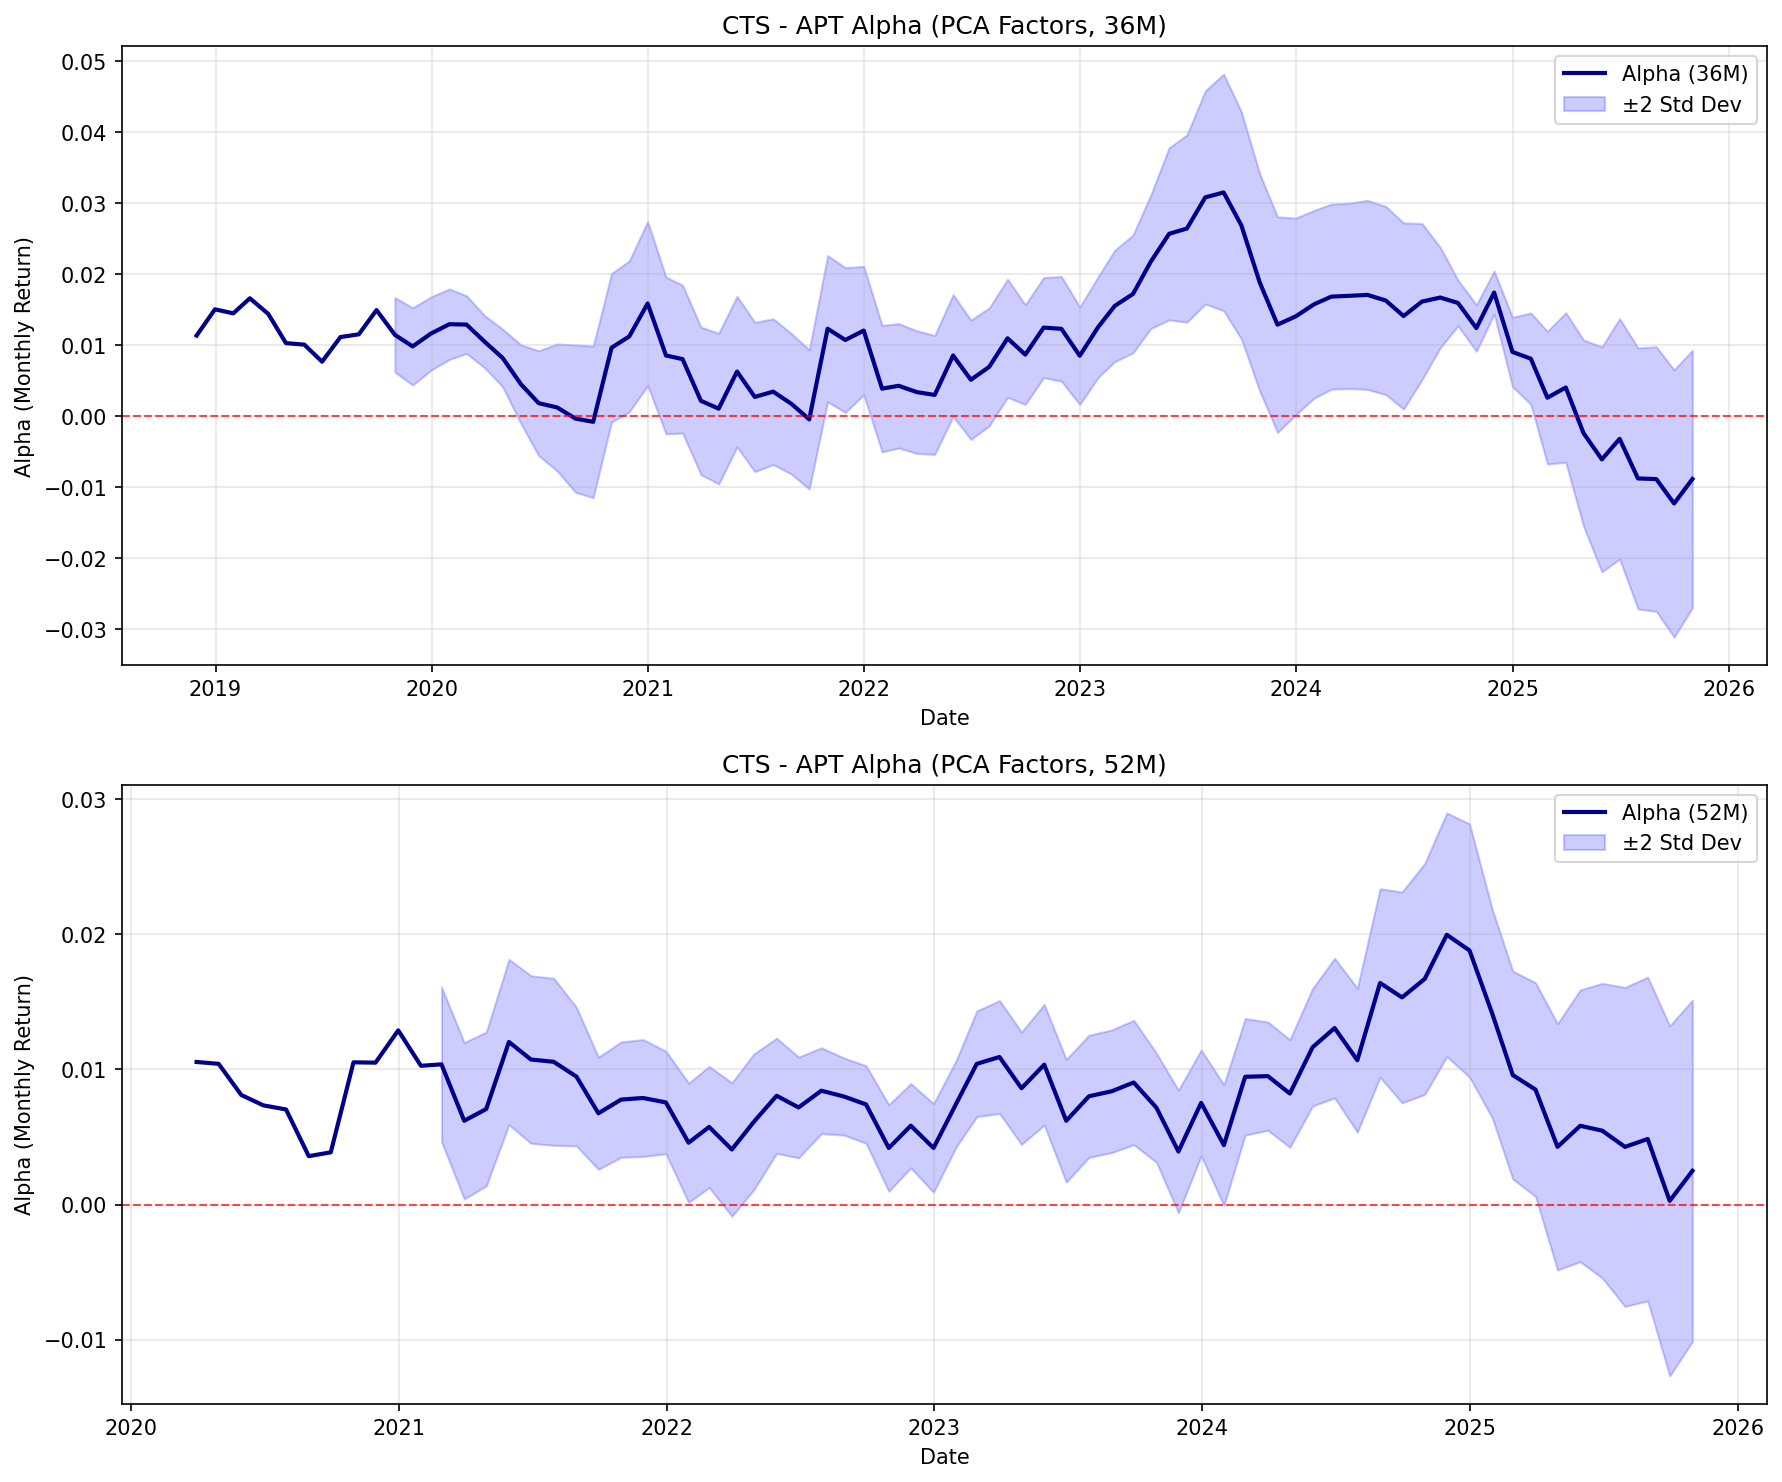 CTS - APT Alpha (PCA Factors, 36M)
Alpha (36M)
±2 Std Dev
Alpha (Monthly Return)
0.05
0.04
0.03
0.02
0.01
0.00
−0.01
−0.02
−0.03
2019 2020 2021 2022 2023 2024 2025 2026
Date
CTS - APT Alpha (PCA Factors, 52M)
Alpha (52M)
±2 Std Dev
Alpha (Monthly Return)
0.03
0.02
0.01
0.00
−0.01
2020 2021 2022 2023 2024 2025 2026
Date